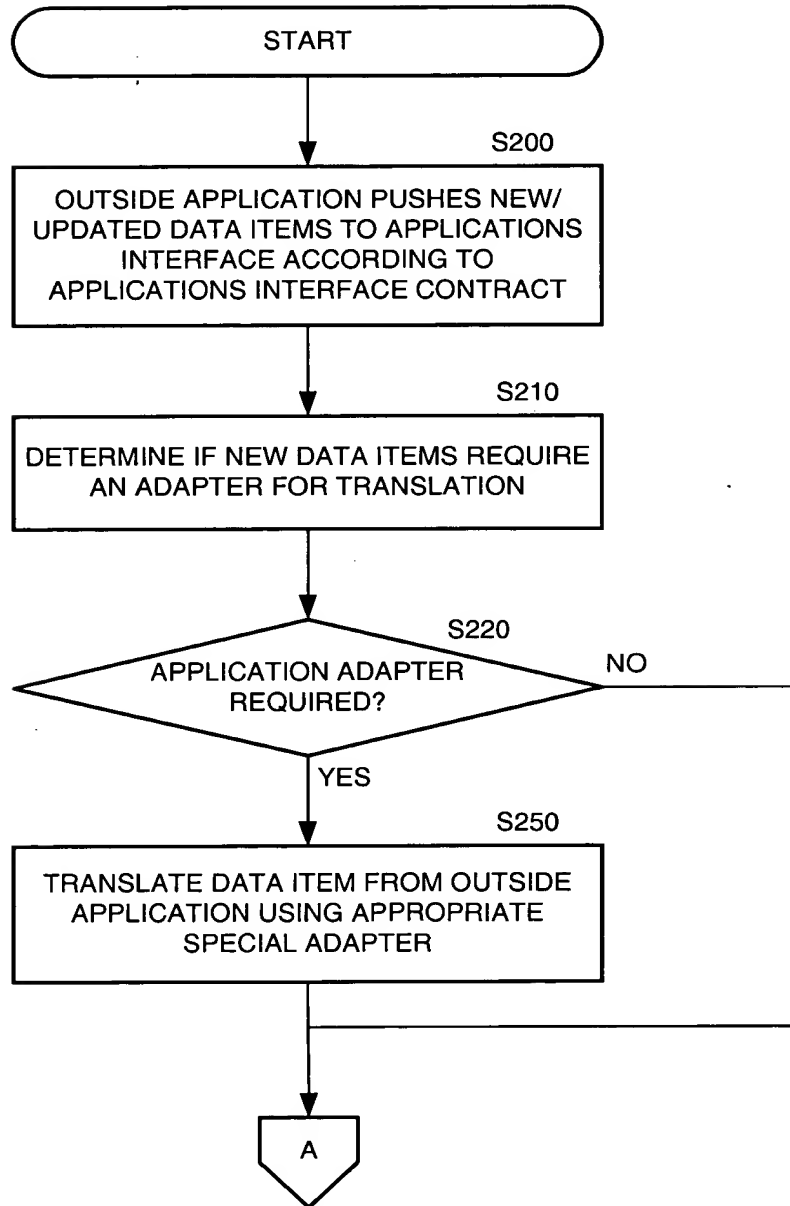 START
S200
OUTSIDE APPLICATION PUSHES NEW/
UPDATED DATA ITEMS TO APPLICATIONS
INTERFACE ACCORDING TO
APPLICATIONS INTERFACE CONTRACT
S210
DETERMINE IF NEW DATA ITEMS REQUIRE
AN ADAPTER FOR TRANSLATION
S220
APPLICATION ADAPTER
REQUIRED?
NO
YES
S250
TRANSLATE DATA ITEM FROM OUTSIDE
APPLICATION USING APPROPRIATE
SPECIAL ADAPTER
A